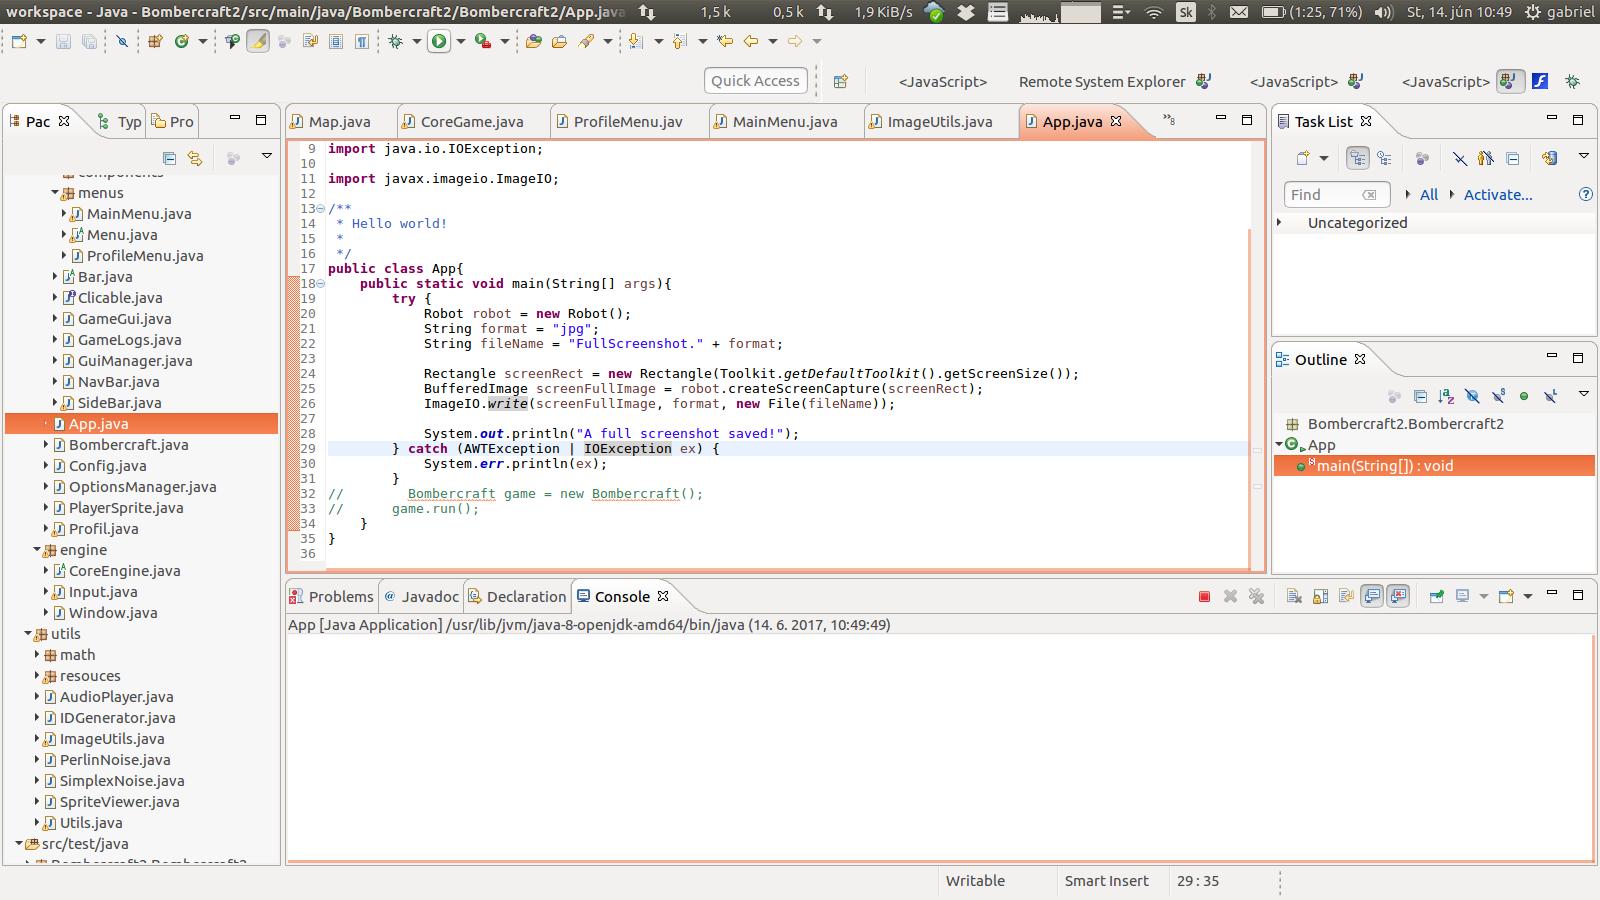 workspace - Java - Bombercraft2/src/main/java/Bombercraft2/Bombercraft2/App.java
1,5 k
0,5 k
1,9 KiB/s
Sk
(1:25, 71%)
St, 14. jún 10:49
gabriel
Quick Access
<JavaScript>
Remote System Explorer
<JavaScript>
<JavaScript>
Pac
Typ
Pro
menus
MainMenu.java
Menu.java
ProfileMenu.java
Bar.java
Clicable.java
GameGui.java
GameLogs.java
GuiManager.java
NavBar.java
SideBar.java
App.java
Bombercraft.java
Config.java
OptionsManager.java
PlayerSprite.java
Profil.java
engine
CoreEngine.java
Input.java
Window.java
utils
math
resouces
AudioPlayer.java
IDGenerator.java
ImageUtils.java
PerlinNoise.java
SimplexNoise.java
SpriteViewer.java
Utils.java
src/test/java
Map.java
CoreGame.java
ProfileMenu.jav
MainMenu.java
ImageUtils.java
App.java
»8
9 import java.io.IOException;
10
11 import javax.imageio.ImageIO;
12
13 /**
14 * Hello world!
15 *
16 */
17 public class App{
18 public static void main(String[] args){
19 try {
20 Robot robot = new Robot();
21 String format = "jpg";
22 String fileName = "FullScreenshot." + format;
23
24 Rectangle screenRect = new Rectangle(Toolkit.getDefaultToolkit().getScreenSize());
25 BufferedImage screenFullImage = robot.createScreenCapture(screenRect);
26 ImageIO.write(screenFullImage, format, new File(fileName));
27
28 System.out.println("A full screenshot saved!");
29 } catch (AWTException | IOException ex) {
30 System.err.println(ex);
31 }
32 // Bombercraft game = new Bombercraft();
33 // game.run();
34 }
35 }
36
Task List
Find
All
Activate...
Uncategorized
Outline
Bombercraft2.Bombercraft2
App
main(String[]) : void
Problems
Javadoc
Declaration
Console
App [Java Application] /usr/lib/jvm/java-8-openjdk-amd64/bin/java (14. 6. 2017, 10:49:49)
Writable
Smart Insert
29 : 35